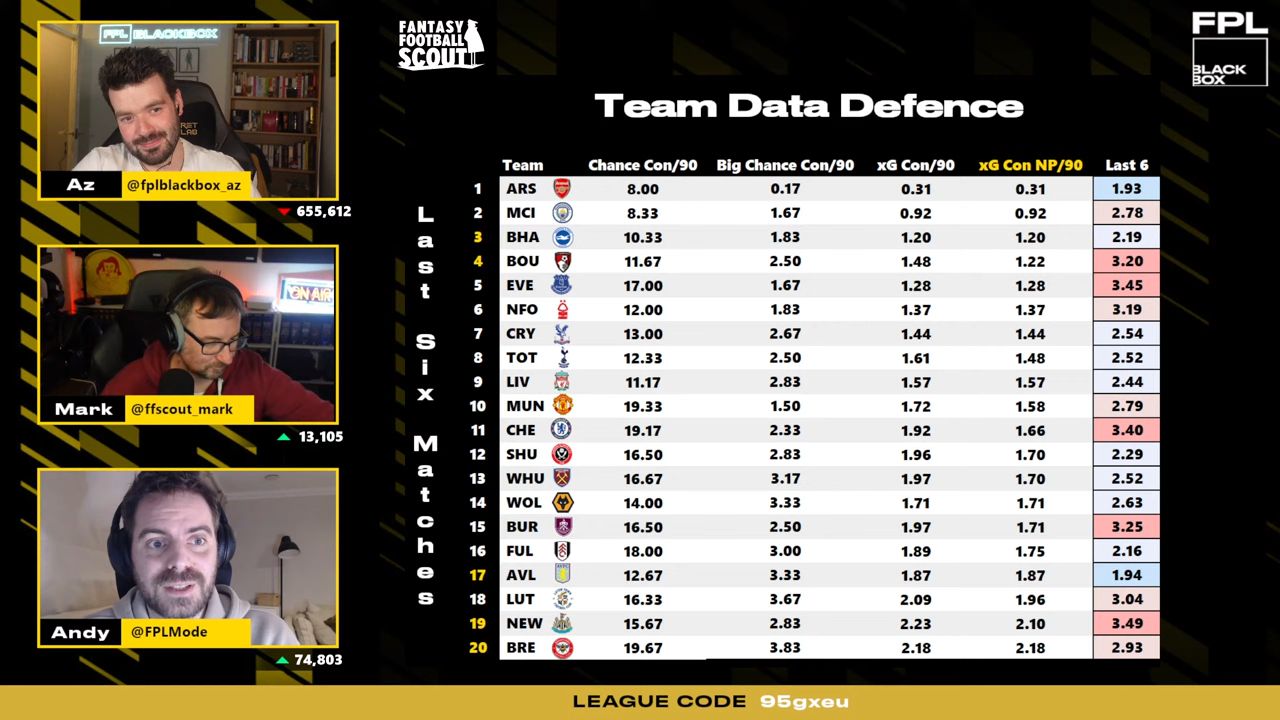 FPL BLACKBOX
SECRET LAB
Az @fplblackbox_az
655,612
ON AIR
Mark @ffscout_mark
13,105
Andy @FPLMode
74,803
FANTASY
FOOTBALL
SCOUT
FPL
BLACK
BOX
Team Data Defence
Last Six Matches
Team Chance Con/90 Big Chance Con/90 xG Con/90 xG Con NP/90 Last 6
1 ARS 8.00 0.17 0.31 0.31 1.93
2 MCI 8.33 1.67 0.92 0.92 2.78
3 BHA 10.33 1.83 1.20 1.20 2.19
4 BOU 11.67 2.50 1.48 1.22 3.20
5 EVE 17.00 1.67 1.28 1.28 3.45
6 NFO 12.00 1.83 1.37 1.37 3.19
7 CRY 13.00 2.67 1.44 1.44 2.54
8 TOT 12.33 2.50 1.61 1.48 2.52
9 LIV 11.17 2.83 1.57 1.57 2.44
10 MUN 19.33 1.50 1.72 1.58 2.79
11 CHE 19.17 2.33 1.92 1.66 3.40
12 SHU 16.50 2.83 1.96 1.70 2.29
13 WHU 16.67 3.17 1.97 1.70 2.52
14 WOL 14.00 3.33 1.71 1.71 2.63
15 BUR 16.50 2.50 1.97 1.71 3.25
16 FUL 18.00 3.00 1.89 1.75 2.16
17 AVL 12.67 3.33 1.87 1.87 1.94
18 LUT 16.33 3.67 2.09 1.96 3.04
19 NEW 15.67 2.83 2.23 2.10 3.49
20 BRE 19.67 3.83 2.18 2.18 2.93
LEAGUE CODE 95gxeu